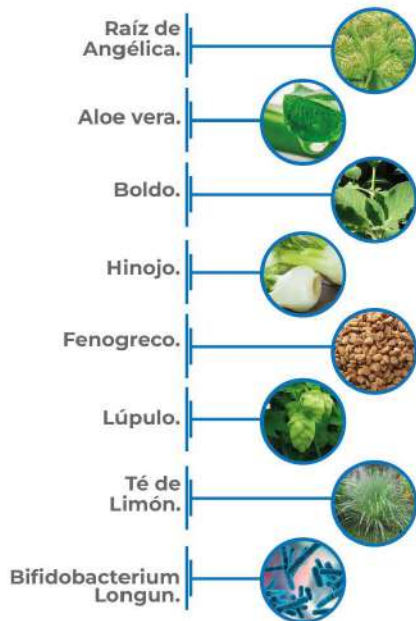 Raíz de
Angélica.
Aloe vera.
Boldo.
Hinojo.
Fenogreco.
Lúpulo.
Té de
Limón.
Bifidobacterium
Longun.